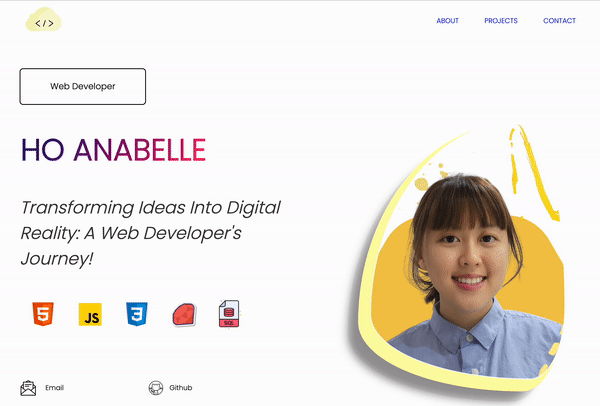 </>
ABOUT PROJECTS CONTACT
Web Developer
HO ANABELLE
Transforming Ideas Into Digital
Reality: A Web Developer's
Journey!
5 JS 3 SQL
Email Github